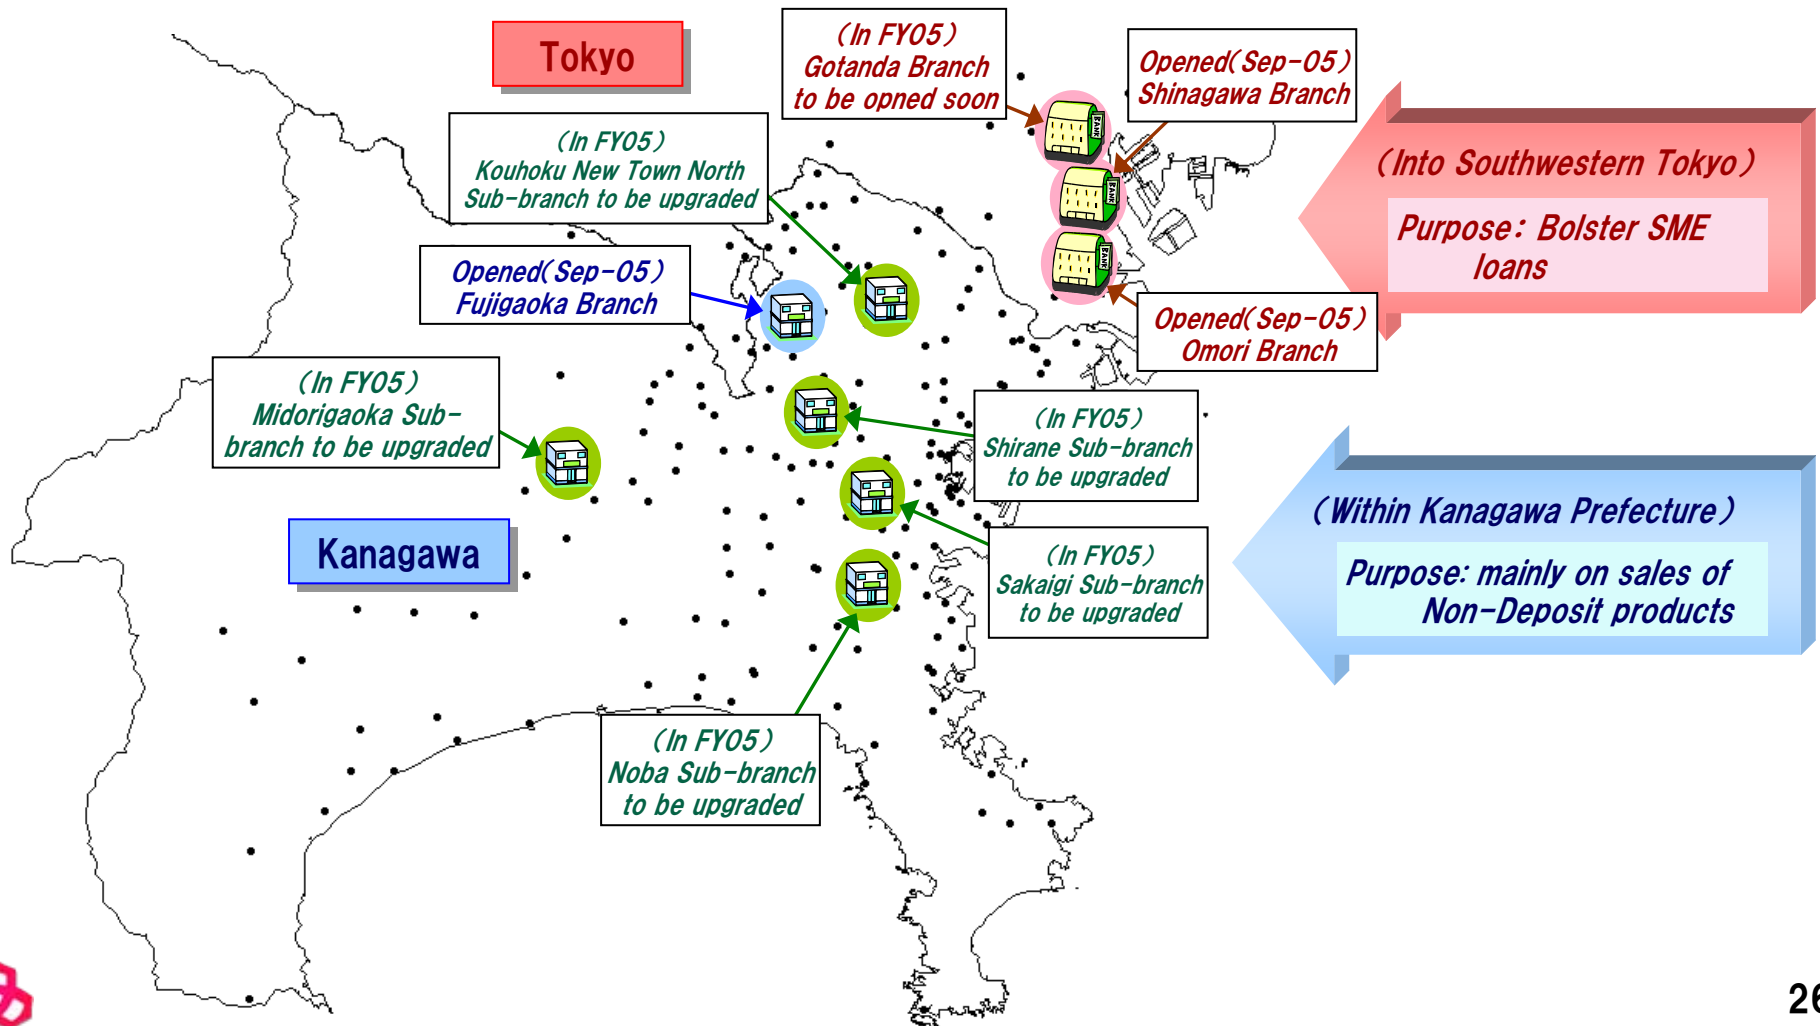 Tokyo
(In FY05)
Gotanda Branch
to be opned soon
Opened(Sep-05)
Shinagawa Branch
(In FY05)
Kouhoku New Town North
Sub-branch to be upgraded
(Into Southwestern Tokyo)
Purpose: Bolster SME
loans
Opened(Sep-05)
Fujigaoka Branch
Opened(Sep-05)
Omori Branch
(In FY05)
Midorigaoka Sub-
branch to be upgraded
(In FY05)
Shirane Sub-branch
to be upgraded
(Within Kanagawa Prefecture)
Purpose: mainly on sales of
Non-Deposit products
Kanagawa
(In FY05)
Sakaigi Sub-branch
to be upgraded
(In FY05)
Noba Sub-branch
to be upgraded
BANK
BANK
BANK
26